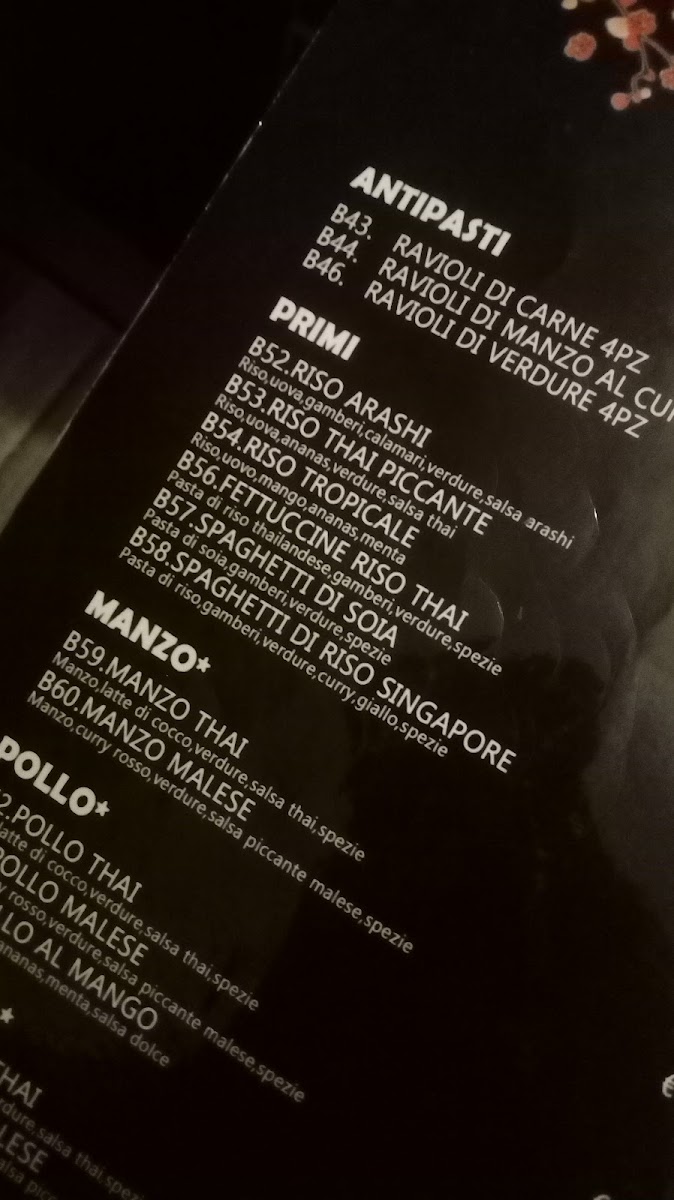 ANTIPASTI
B43. RAVIOLI DI CARNE 4PZ
B44. RAVIOLI DI MANZO AL
B46. RAVIOLI DI VERDURE 4PZ
PRIMI
B52.RISO ARASHI
Riso,uova,gamberi,calamari,verdure,salsa arashi
B53.RISO THAI PICCANTE
Riso,uova,ananas,verdure,salsa thai
B54.RISO TROPICALE
Riso,uovo,mango,ananas,menta
B56.FETTUCCINE RISO THAI
Pasta di riso thailandese,gamberi,verdure,spezie
B57.SPAGHETTI DI SOIA
Pasta di soia,gamberi,verdure,spezie
B58.SPAGHETTI DI RISO SINGAPORE
Pasta di riso,gamberi,verdure,curry,giallo,spezie
MANZO*
B59.MANZO THAI
Manzo,latte di cocco,verdure,salsa thai,spezie
B60.MANZO MALESE
Manzo,curry rosso,verdure,salsa piccante malese,spezie
POLLO*
2.POLLO THAI
latte di cocco,verdure,salsa thai,spezie
POLLO MALESE
rosso,verdure,salsa piccante malese,spezie
AL MANGO
ananas,menta,salsa dolce
*
THAI
salsa thai,spezie
€